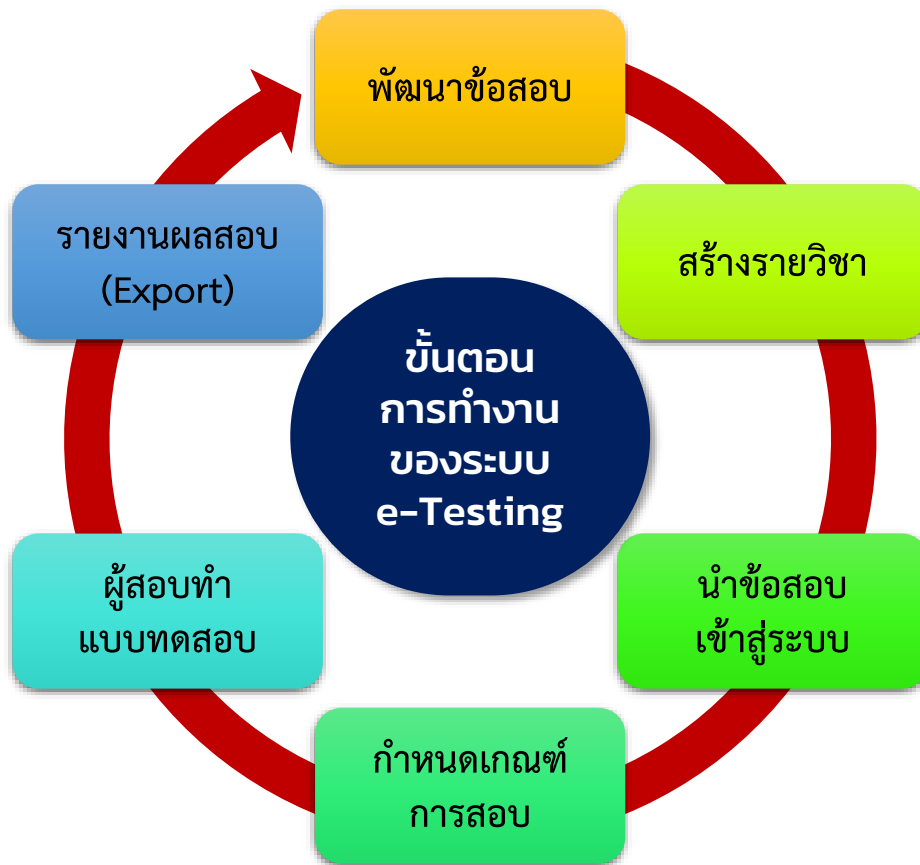 พัฒนาข้อสอบ
สร้างรายวิชา
นำข้อสอบ
เข้าสู่ระบบ
กำหนดเกณฑ์
การสอบ
ผู้สอบทำ
แบบทดสอบ
รายงานผลสอบ
(Export)
ขั้นตอน
การทำงาน
ของระบบ
e-Testing